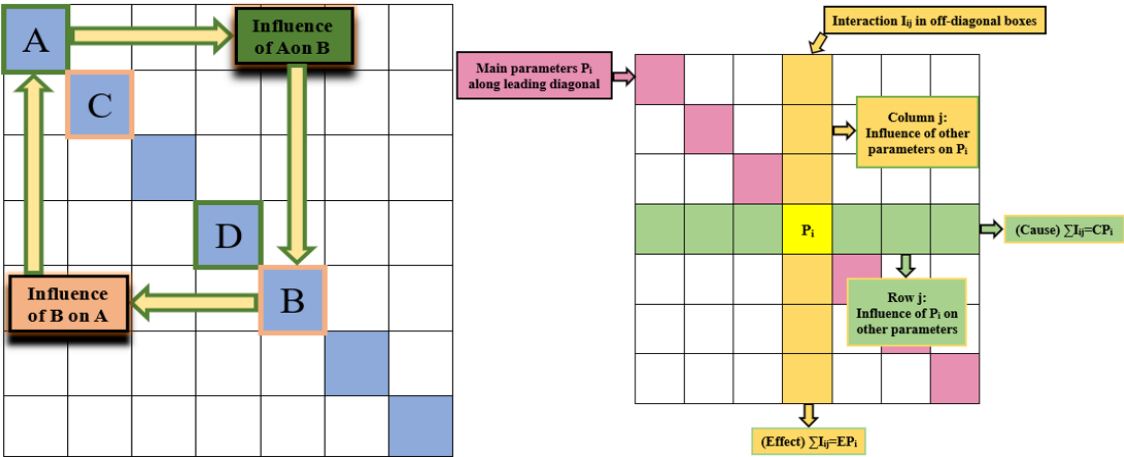 A
Influence
of Aon B
C
D
B
Influence
of B on A
Interaction Iij in off-diagonal boxes
Main parameters Pi
along leading diagonal
Column j:
Influence of other
parameters on Pi
Pi
(Cause) ∑Iij=CPi
Row j:
Influence of Pi on
other parameters
(Effect) ∑Iij=EPi